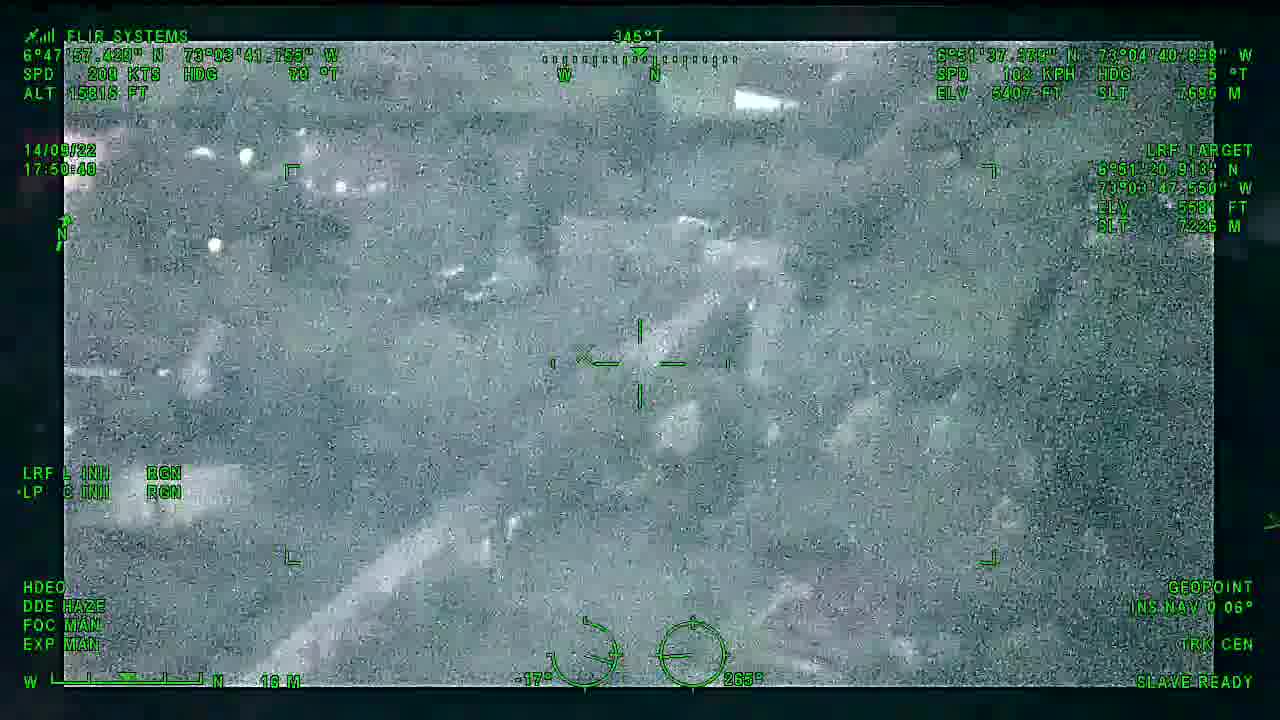 FLIR SYSTEMS
6°47'57.420" N 73°03'41.755" W
SPD 209 KTS HDG 79 °T
ALT 15816 FT
14/09/22
17:50:40
N
345°T
W N
6°51'37.379" N 73°04'40.898" W
SPD 102 KPH HDG 5 °T
ELV 5407 FT SLT 7696 M
LRF TARGET
6°51'20.913" N
73°03'47.550" W
ELV 5581 FT
SLT 7226 M
LRF L INH RGN
LP C INH RGN
HDEO
DDE HAZE
FOC MAN
EXP MAN
W N 16 M
-17° 265°
GEOPOINT
INS NAV 0.06°
TRK CEN
SLAVE READY